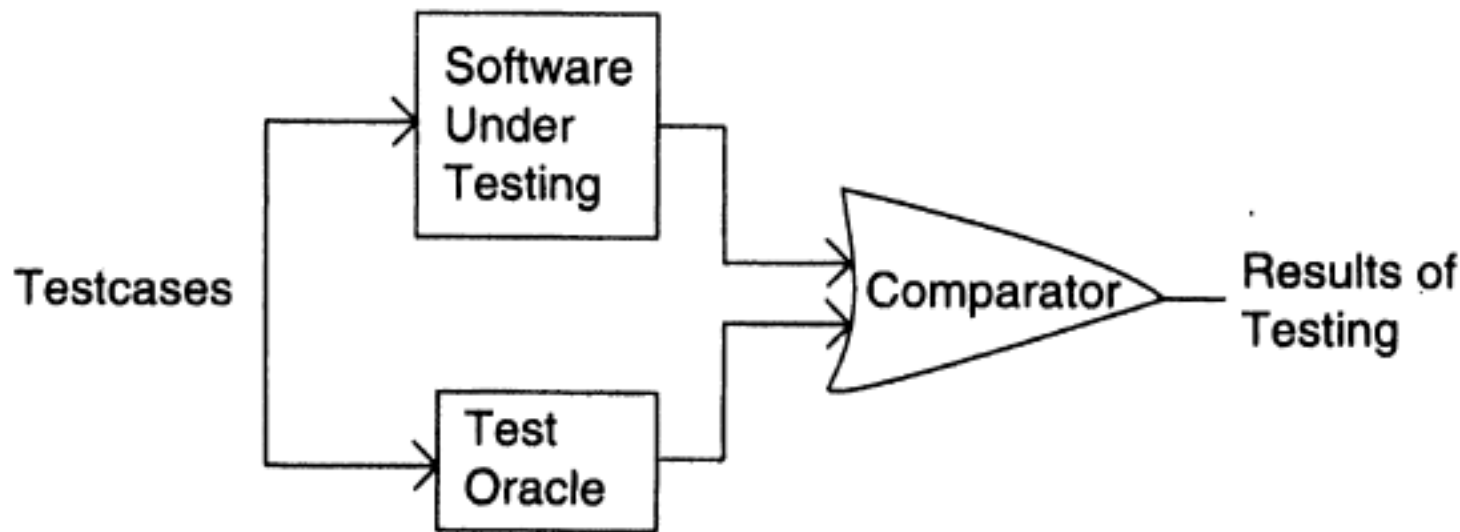 Software
Under
Testing
Testcases
Comparator
Results of
Testing
Test
Oracle